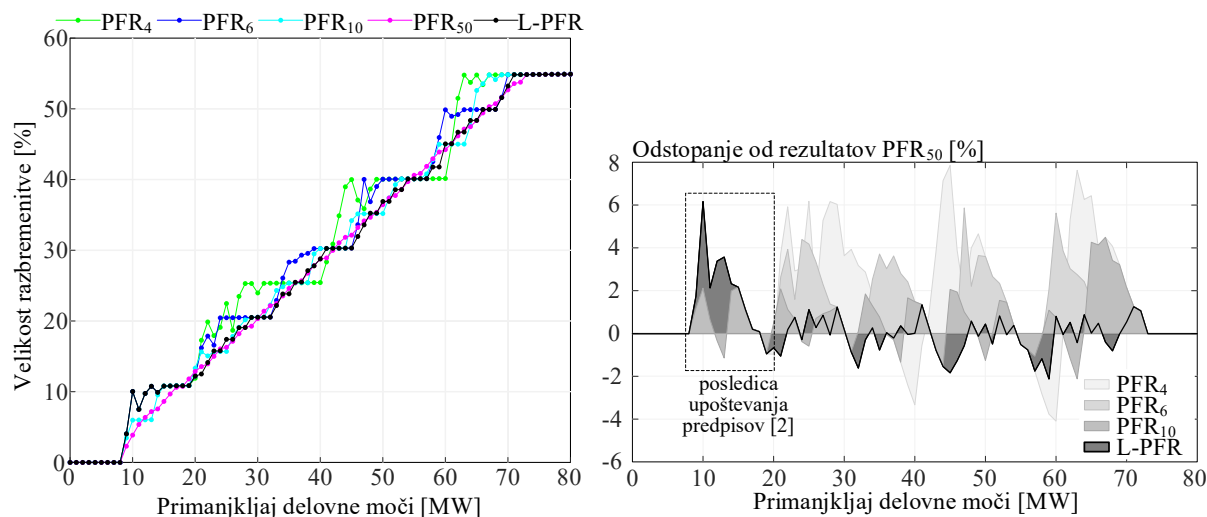 PFR4 PFR6 PFR10 PFR50 L-PFR
60
50
40
30
20
10
0
Velikost razbremenitve [%]
0 10 20 30 40 50 60 70 80
Primanjkljaj delovne moči [MW]
Odstopanje od rezultatov PFR50 [%]
8
6
4
2
0
-2
-4
-6
posledica
upoštevanja
predpisov [2]
PFR4
PFR6
PFR10
L-PFR
0 10 20 30 40 50 60 70 80
Primanjkljaj delovne moči [MW]